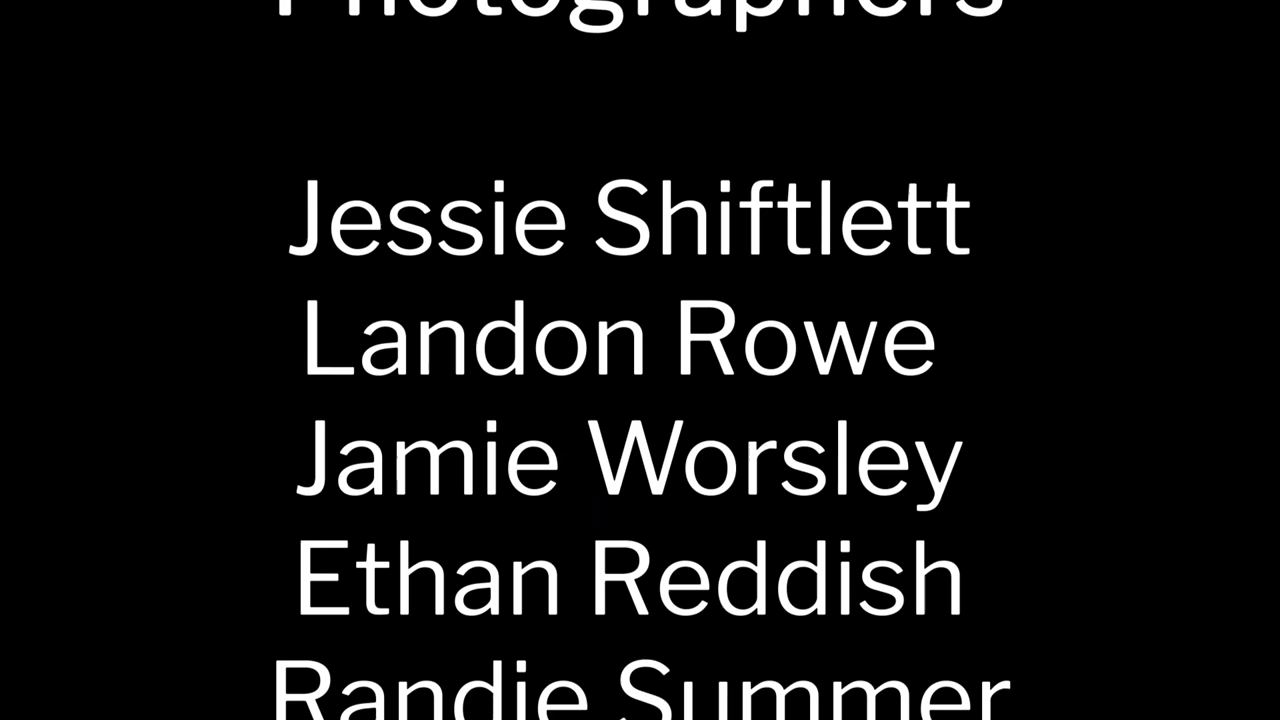 Photographers
Jessie Shiftlett
Landon Rowe
Jamie Worsley
Ethan Reddish
Randie Summer